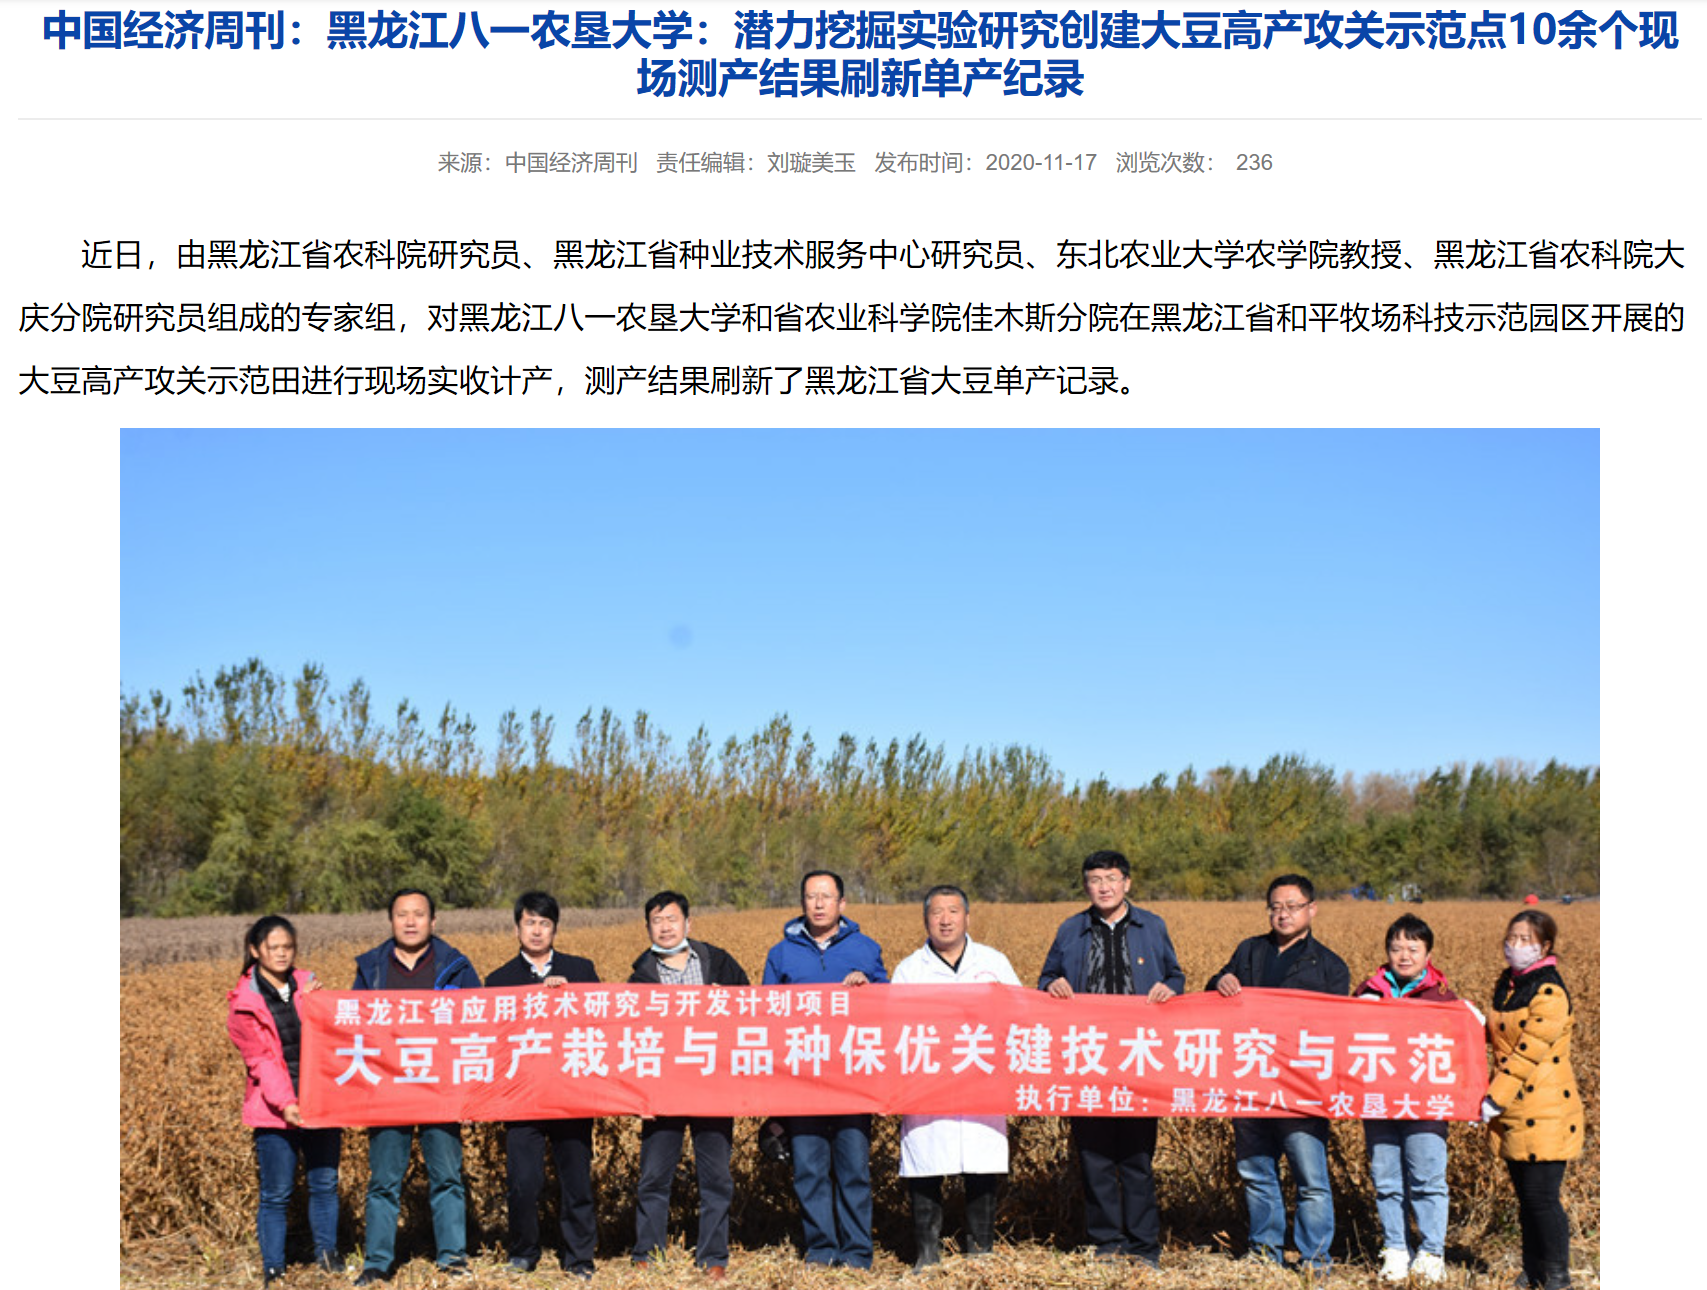 中国经济周刊：黑龙江八一农垦大学：潜力挖掘实验研究创建大豆高产攻关示范点10余个现
场测产结果刷新单产纪录
来源：中国经济周刊 责任编辑：刘璇美玉 发布时间：2020-11-17 浏览次数： 236
近日，由黑龙江省农科院研究员、黑龙江省种业技术服务中心研究员、东北农业大学农学院教授、黑龙江省农科院大
庆分院研究员组成的专家组，对黑龙江八一农垦大学和省农业科学院佳木斯分院在黑龙江省和平牧场科技示范园区开展的
大豆高产攻关示范田进行现场实收计产，测产结果刷新了黑龙江省大豆单产记录。
黑龙江省应用技术研究与开发计划项目
大豆高产栽培与品种保优关键技术研究与示范
执行单位：黑龙江八一农垦大学